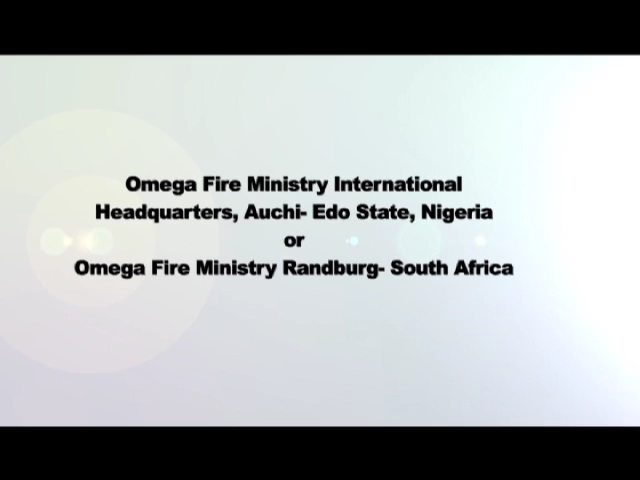 Omega Fire Ministry International
Headquarters, Auchi- Edo State, Nigeria
or
Omega Fire Ministry Randburg- South Africa